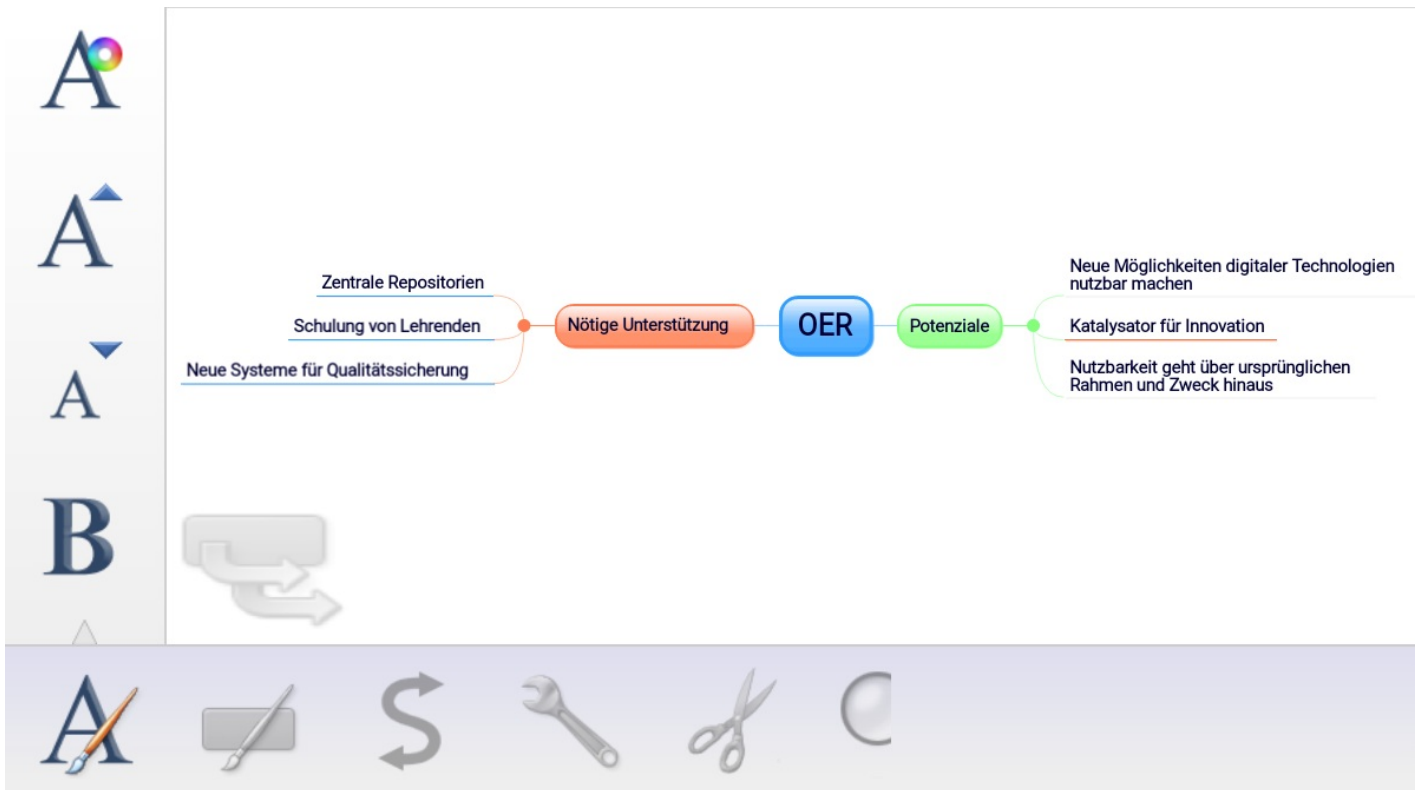 A
A
A
B
Zentrale Repositorien
Schulung von Lehrenden
Neue Systeme für Qualitätssicherung
Nötige Unterstützung
OER
Potenziale
Neue Möglichkeiten digitaler Technologien
nutzbar machen
Katalysator für Innovation
Nutzbarkeit geht über ursprünglichen
Rahmen und Zweck hinaus
A